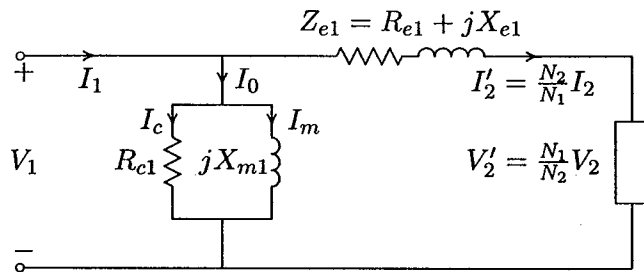 Z_{e1} = R_{e1} + jX_{e1}
+
I_1
I_0
I_2' = \frac{N_2}{N_1} I_2
I_c
I_m
V_1
R_{c1}
jX_{m1}
V_2' = \frac{N_1}{N_2} V_2
−